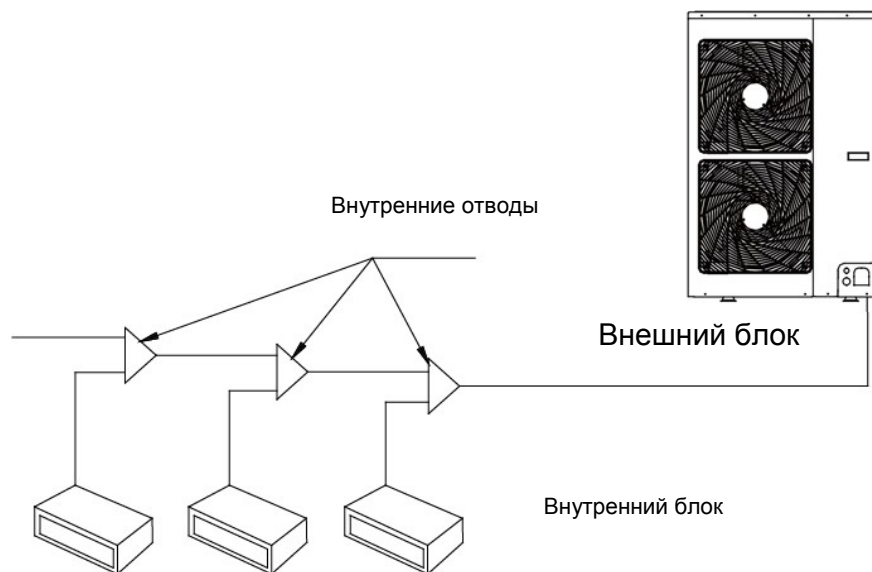 Внутренние отводы
Внешний блок
Внутренний блок